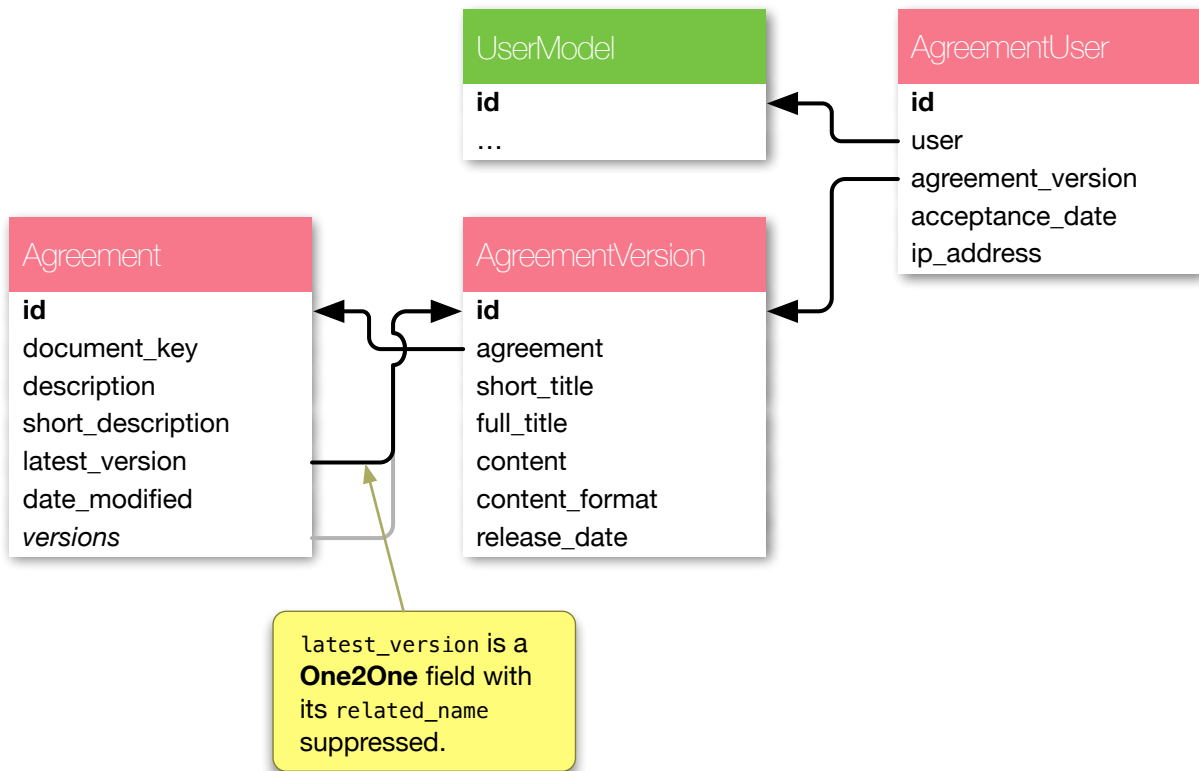 UserModel
id
...
AgreementUser
id
user
agreement_version
acceptance_date
ip_address
Agreement
id
document_key
description
short_description
latest_version
date_modified
versions
AgreementVersion
id
agreement
short_title
full_title
content
content_format
release_date
latest_version is a
One2One field with
its related_name
suppressed.